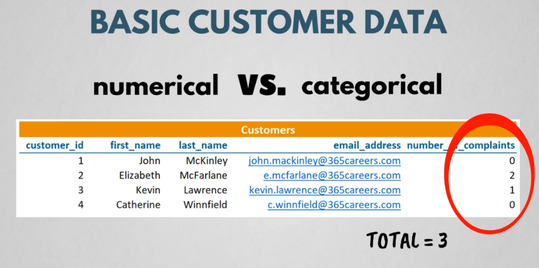 BASIC CUSTOMER DATA
numerical VS. categorical
Customers
customer_id first_name last_name email_address number_of_complaints
1 John McKinley john.mackinley@365careers.com 0
2 Elizabeth McFarlane e.mcfarlane@365careers.com 2
3 Kevin Lawrence kevin.lawrence@365careers.com 1
4 Catherine Winnfield c.winnfield@365careers.com 0
TOTAL = 3